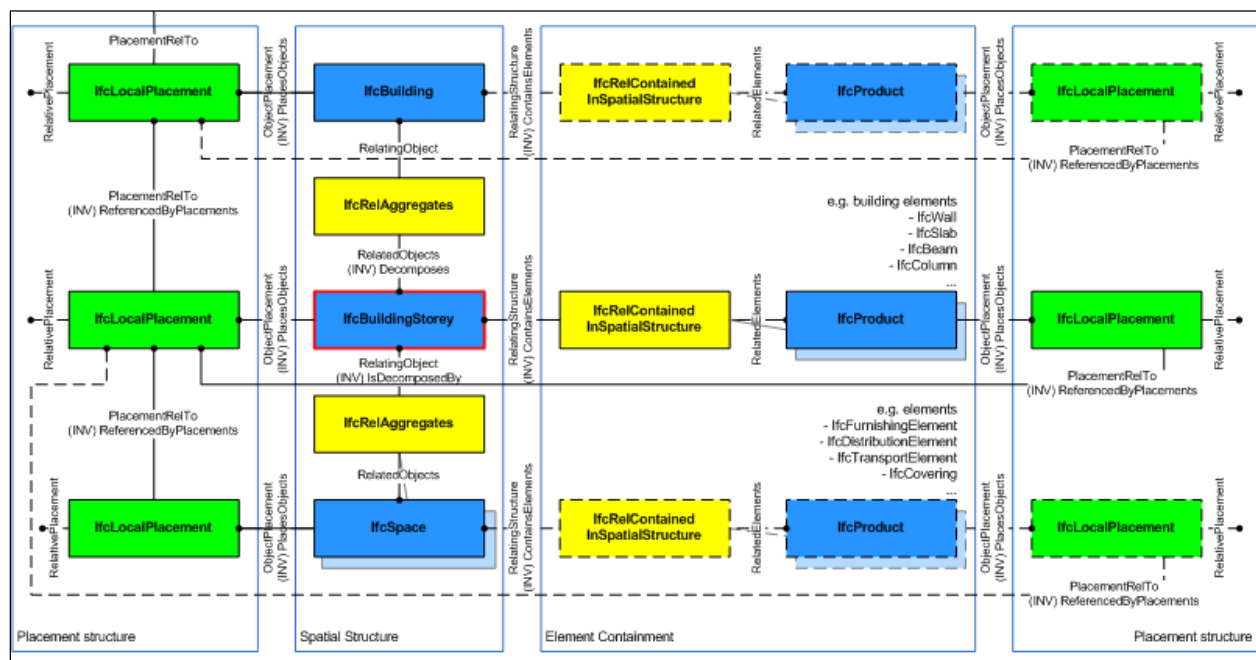 PlacementRelTo
RelativePlacement
IfcLocalPlacement
ObjectPlacement
(INV) PlacesObjects
IfcBuilding
RelatingStructure
(INV) ContainsElements
IfcRelContained
InSpatialStructure
RelatedElements
IfcProduct
ObjectPlacement
(INV) PlacesObjects
IfcLocalPlacement
RelativePlacement
RelatingObject
PlacementRelTo
(INV) ReferencedByPlacements
PlacementRelTo
(INV) ReferencedByPlacements
IfcRelAggregates
e.g. building elements
- IfcWall
- IfcSlab
- IfcBeam
- IfcColumn
...
RelatedObjects
(INV) Decomposes
RelativePlacement
IfcLocalPlacement
ObjectPlacement
(INV) PlacesObjects
IfcBuildingStorey
RelatingStructure
(INV) ContainsElements
IfcRelContained
InSpatialStructure
RelatedElements
IfcProduct
ObjectPlacement
(INV) PlacesObjects
IfcLocalPlacement
RelativePlacement
RelatingObject
(INV) IsDecomposedBy
PlacementRelTo
(INV) ReferencedByPlacements
PlacementRelTo
(INV) ReferencedByPlacements
IfcRelAggregates
e.g. elements
- IfcFurnishingElement
- IfcDistributionElement
- IfcTransportElement
- IfcCovering
...
RelatedObjects
RelativePlacement
IfcLocalPlacement
ObjectPlacement
(INV) PlacesObjects
IfcSpace
RelatingStructure
(INV) ContainsElements
IfcRelContained
InSpatialStructure
RelatedElements
IfcProduct
ObjectPlacement
(INV) PlacesObjects
IfcLocalPlacement
RelativePlacement
PlacementRelTo
(INV) ReferencedByPlacements
Placement structure
Spatial Structure
Element Containment
Placement structure